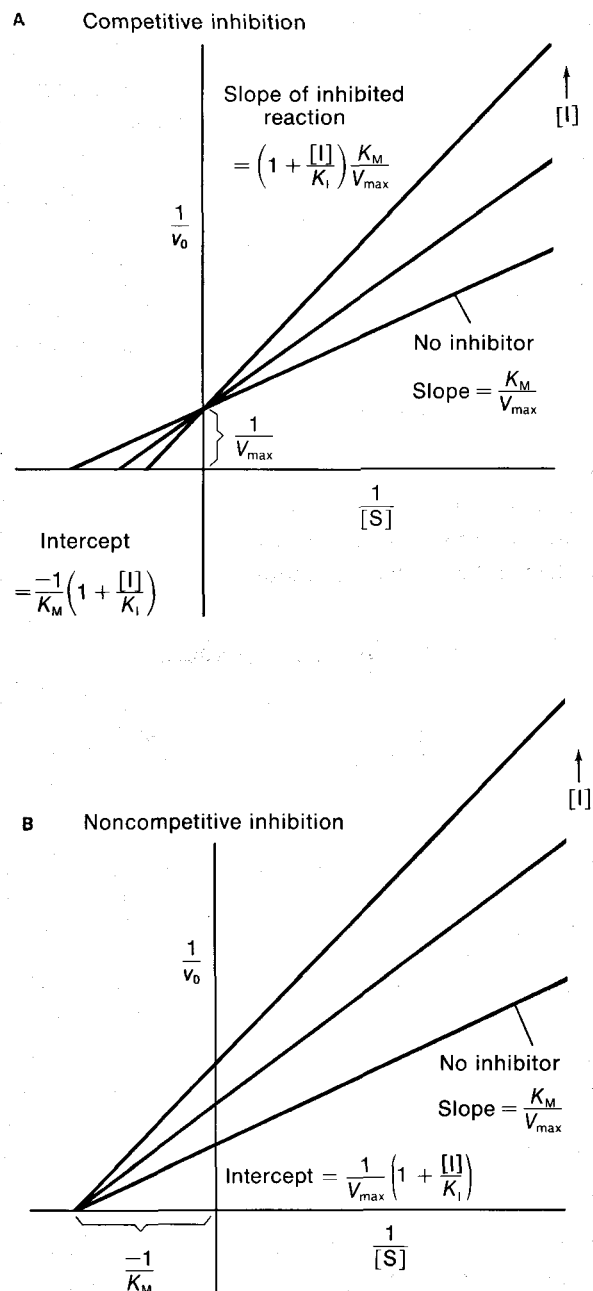 A Competitive inhibition
[I]
Slope of inhibited
reaction
= (1 + [I]/K_I) K_M/V_max
1/v_0
No inhibitor
Slope = K_M/V_max
1/V_max
1/[S]
Intercept
= -1/K_M (1 + [I]/K_I)
[I]
B Noncompetitive inhibition
1/v_0
No inhibitor
Slope = K_M/V_max
Intercept = 1/V_max (1 + [I]/K_I)
-1/K_M
1/[S]